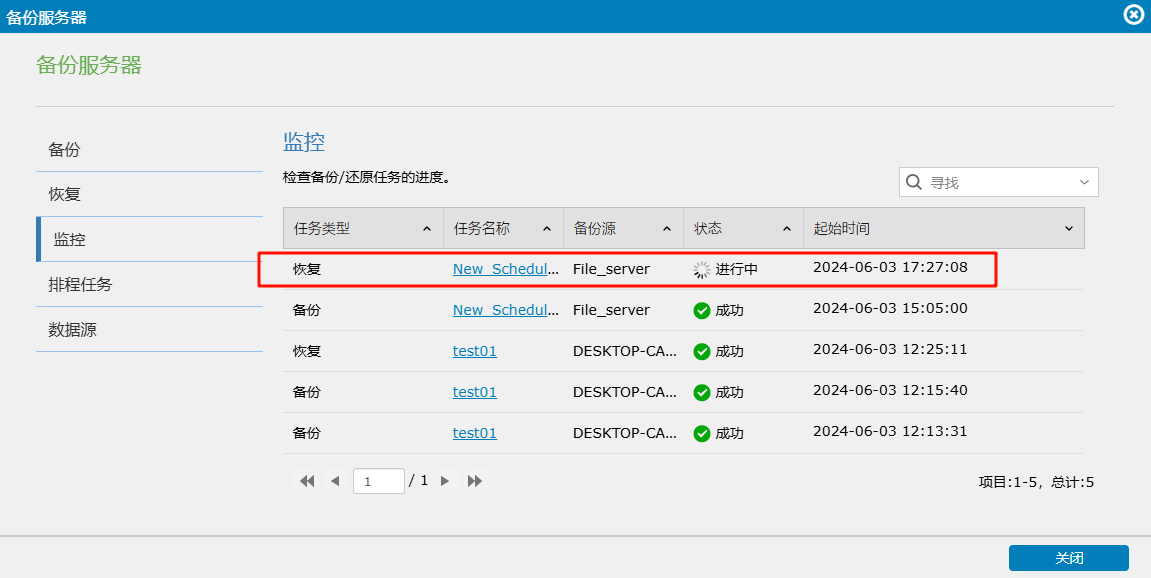 备份服务器
备份服务器
备份
恢复
监控
排程任务
数据源
监控
检查备份/还原任务的进度。
寻找
任务类型 任务名称 备份源 状态 起始时间
恢复 New_Schedul... File_server 进行中 2024-06-03 17:27:08
备份 New_Schedul... File_server 成功 2024-06-03 15:05:00
恢复 test01 DESKTOP-CA... 成功 2024-06-03 12:25:11
备份 test01 DESKTOP-CA... 成功 2024-06-03 12:15:40
备份 test01 DESKTOP-CA... 成功 2024-06-03 12:13:31
1 / 1
项目:1-5，总计:5
关闭